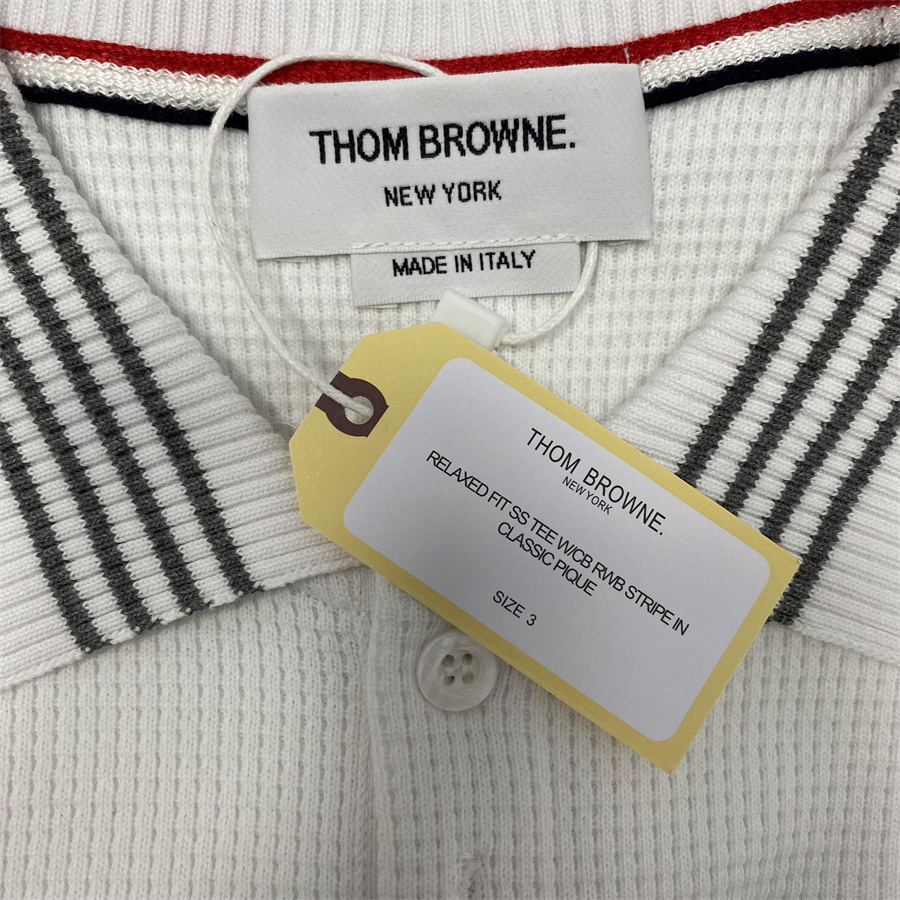 THOM BROWNE.
NEW YORK
MADE IN ITALY
THOM BROWNE.
NEW YORK
RELAXED FIT SS TEE W/CB RWB STRIPE IN
CLASSIC PIQUE
SIZE 3